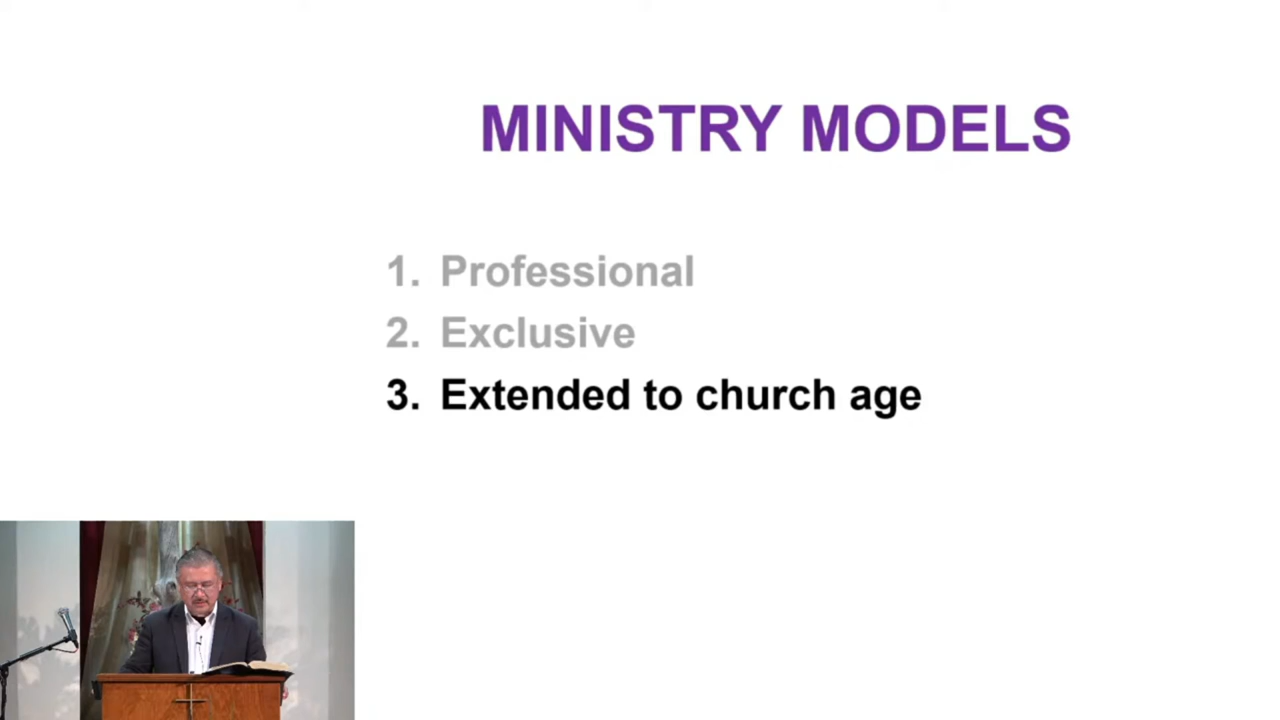 MINISTRY MODELS
1. Professional
2. Exclusive
3. Extended to church age